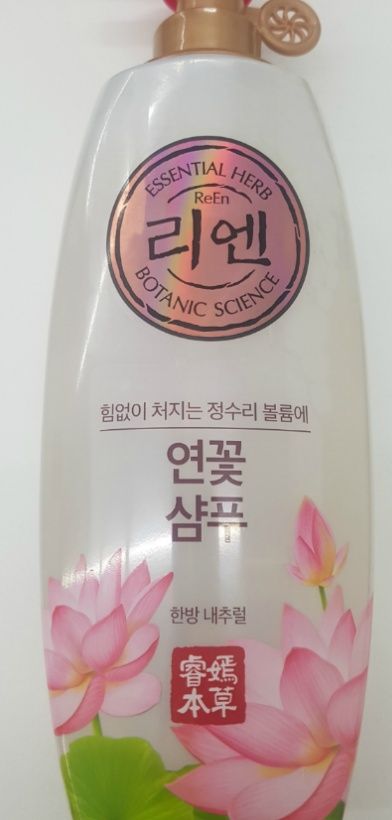 ESSENTIAL HERB
ReEn
리엔
BOTANIC SCIENCE
힘없이 처지는 정수리 볼륨에
연꽃
샴푸
한방 내추럴
睿嫣
本草